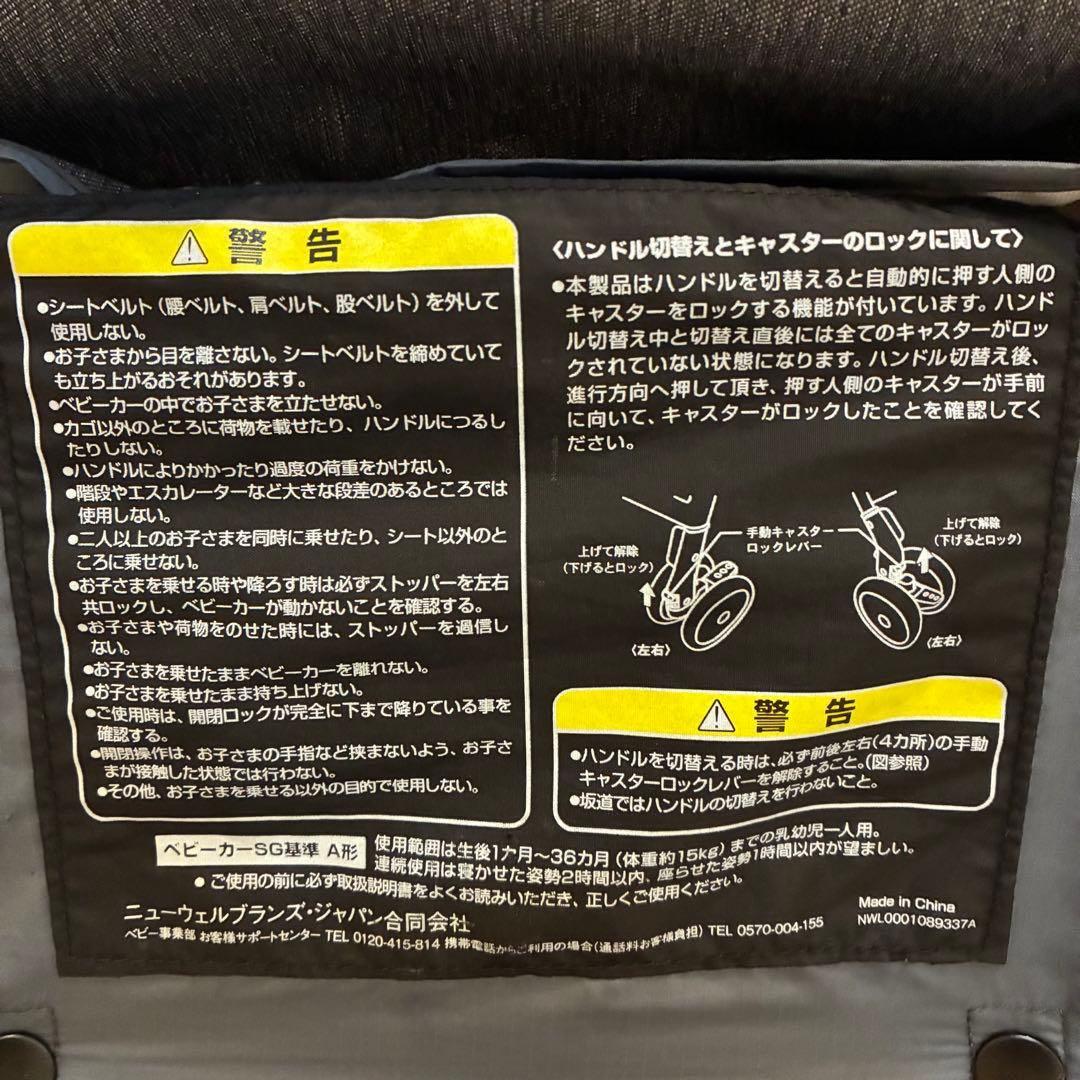 警告
●シートベルト(腰ベルト、肩ベルト、股ベルト)を外して
使用しない。
●お子さまから目を離さない。シートベルトを締めていて
も立ち上がるおそれがあります。
●ベビーカーの中でお子さまを立たせない。
●カゴ以外のところに荷物を載せたり、ハンドルにつるし
たりしない。
●ハンドルによりかかったり過度の荷重をかけない。
●階段やエスカレーターなど大きな段差のあるところでは
使用しない。
●二人以上のお子さまを同時に乗せたり、シート以外のと
ころに乗せない。
●お子さまを乗せる時や降ろす時は必ずストッパーを左右
共ロックし、ベビーカーが動かないことを確認する。
●お子さまや荷物をのせた時には、ストッパーを過信し
ない。
●お子さまを乗せたままベビーカーを離れない。
●お子さまを乗せたまま持ち上げない。
●ご使用時は、開閉ロックが完全に下まで降りている事を
確認する。
●開閉操作は、お子さまの手指など挟まないよう、お子さ
まが接触した状態では行わない。
●その他、お子さまを乗せる以外の目的で使用しない。
〈ハンドル切替えとキャスターのロックに関して〉
●本製品はハンドルを切替えると自動的に押す人側の
キャスターをロックする機能が付いています。ハンド
ル切替え中と切替え直後には全てのキャスターがロッ
クされていない状態になります。ハンドル切替え後、
進行方向へ押して頂き、押す人側のキャスターが手前
に向いて、キャスターがロックしたことを確認してく
ださい。
上げて解除
(下げるとロック)
手動キャスター
ロックレバー
上げて解除
(下げるとロック)
〈左右〉
〈左右〉
警告
●ハンドルを切替える時は、必ず前後左右(4カ所)の手動
キャスターロックレバーを解除すること。(図参照)
●坂道ではハンドルの切替えを行わないこと。
ベビーカーSG基準 A形
使用範囲は生後1カ月〜36カ月(体重約15kg)までの乳幼児一人用。
連続使用は寝かせた姿勢2時間以内、座らせた姿勢1時間以内が望ましい。
●ご使用の前に必ず取扱説明書をよくお読みいただき、正しくご使用ください。
ニューウェルブランズ・ジャパン合同会社
ベビー事業部 お客様サポートセンター TEL 0120-415-814 携帯電話からご利用の場合(通話料お客様負担) TEL 0570-004-155
Made in China
NWL0001089337A